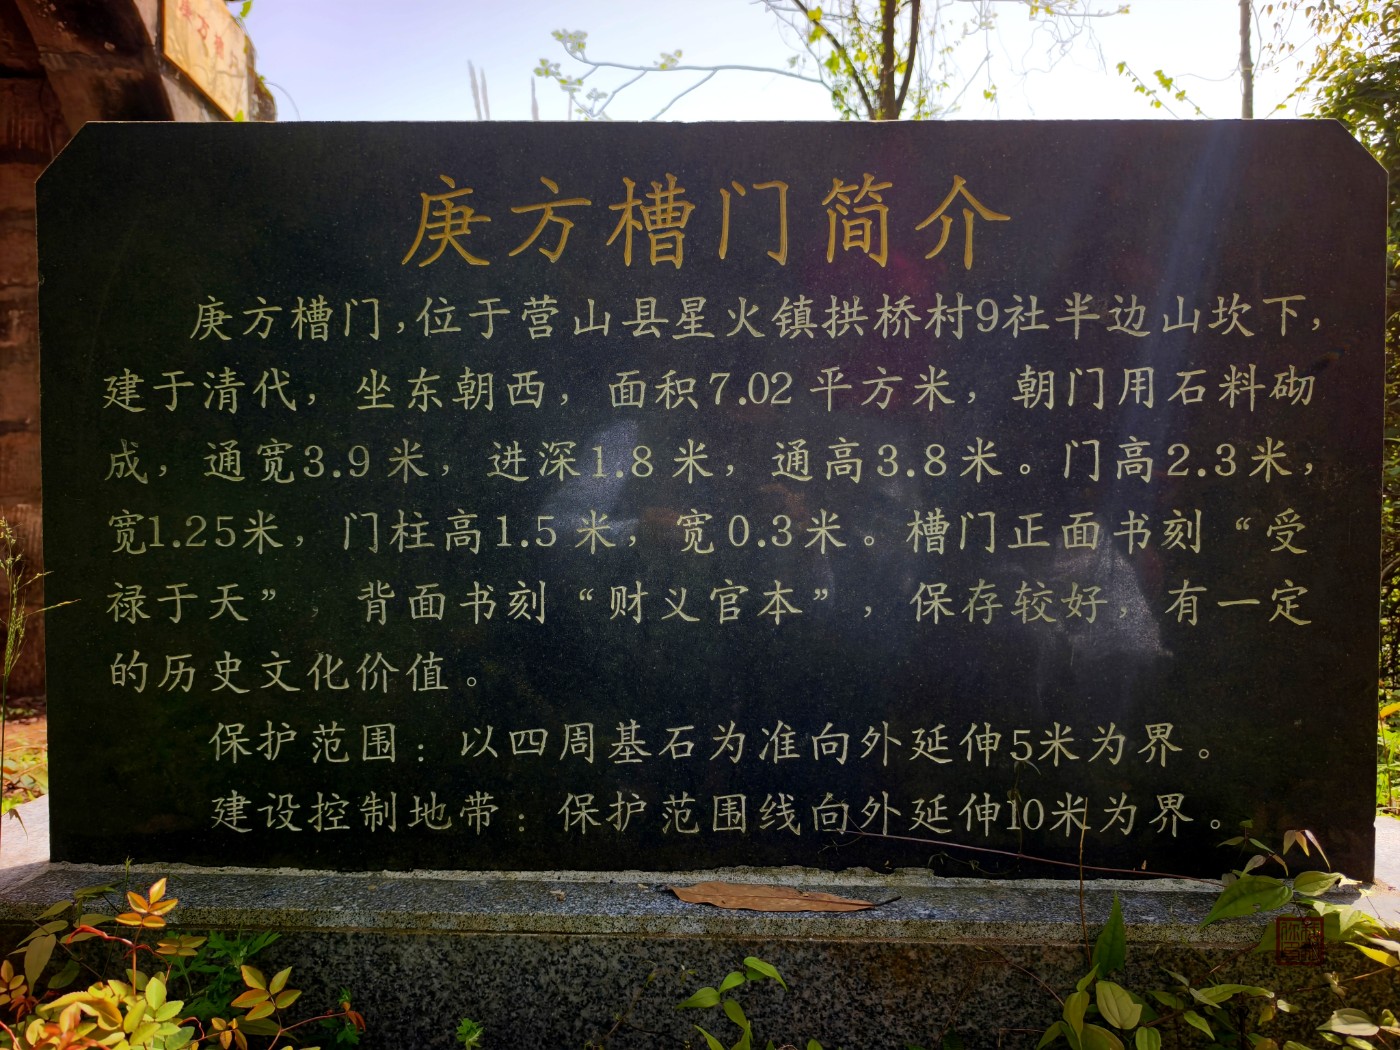 庚方槽门简介
庚方槽门，位于营山县星火镇拱桥村9社半边山坎下，
建于清代，坐东朝西，面积7.02平方米，朝门用石料砌
成，通宽3.9米，进深1.8米，通高3.8米。门高2.3米，
宽1.25米，门柱高1.5米，宽0.3米。槽门正面书刻“受
禄于天”，背面书刻“财义官本”，保存较好，有一定
的历史文化价值。
保护范围：以四周基石为准向外延伸5米为界。
建设控制地带：保护范围线向外延伸10米为界。